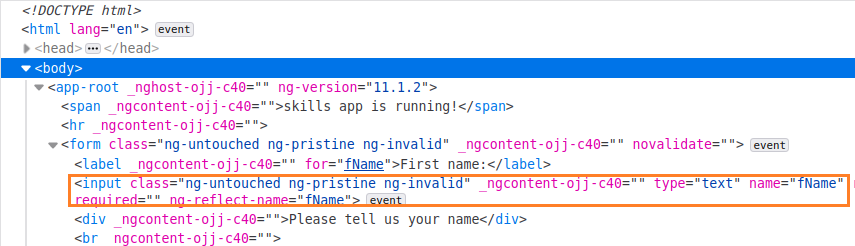 <!DOCTYPE html>
<html lang="en"> event
<head> ••• </head>
<body>
<app-root _nghost-ojj-c40="" ng-version="11.1.2">
<span _ngcontent-ojj-c40="">skills app is running!</span>
<hr _ngcontent-ojj-c40="">
<form class="ng-untouched ng-pristine ng-invalid" _ngcontent-ojj-c40="" novalidate=""> event
<label _ngcontent-ojj-c40="" for="fName">First name:</label>
<input class="ng-untouched ng-pristine ng-invalid" _ngcontent-ojj-c40="" type="text" name="fName"
required="" ng-reflect-name="fName"> event
<div _ngcontent-ojj-c40="">Please tell us your name</div>
<br _ngcontent-ojj-c40="">